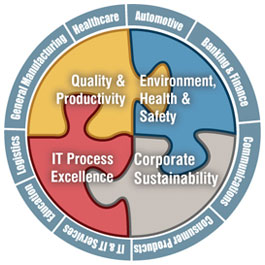 General Manufacturing
Healthcare
Automotive
Banking & Finance
Communications
Consumer Products
IT & IT Services
Education
Logistics
Quality &
Productivity
Environment,
Health &
Safety
IT Process
Excellence
Corporate
Sustainability